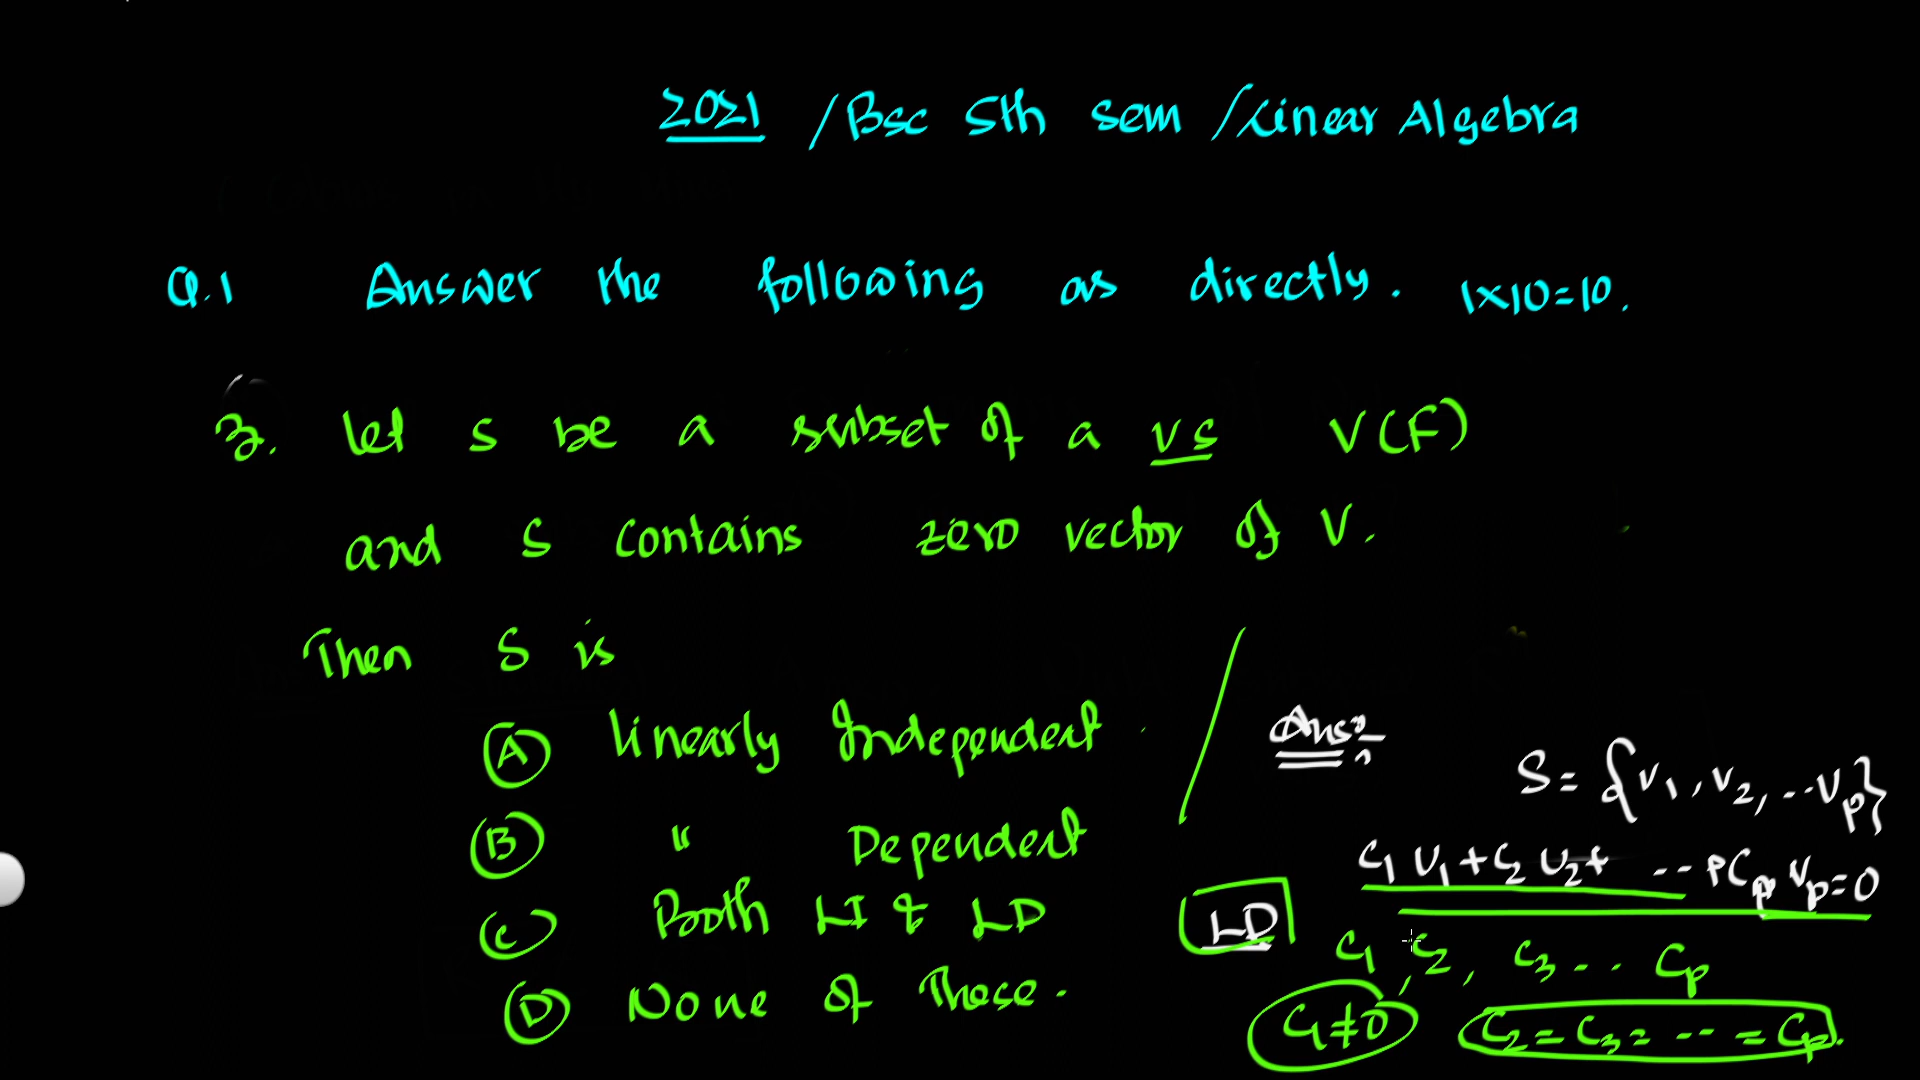 2021 / Bsc 5th sem / Linear Algebra
Q.1 Answer the following as directly. 1x10=10.
3. Let S be a subset of a vs V(F)
and S contains zero vector of V.
Then S is
(A) Linearly Independent.
(B) " Dependent
(C) Both LI & LD
(D) None of These.
Ans:
S = {v1, v2, ..vp}
c1 v1 + c2 v2 + -- + cp vp = 0
LD
c1, c2, c3 - .. cp
c1 ≠ 0
c2 = c3 = -- = cp.